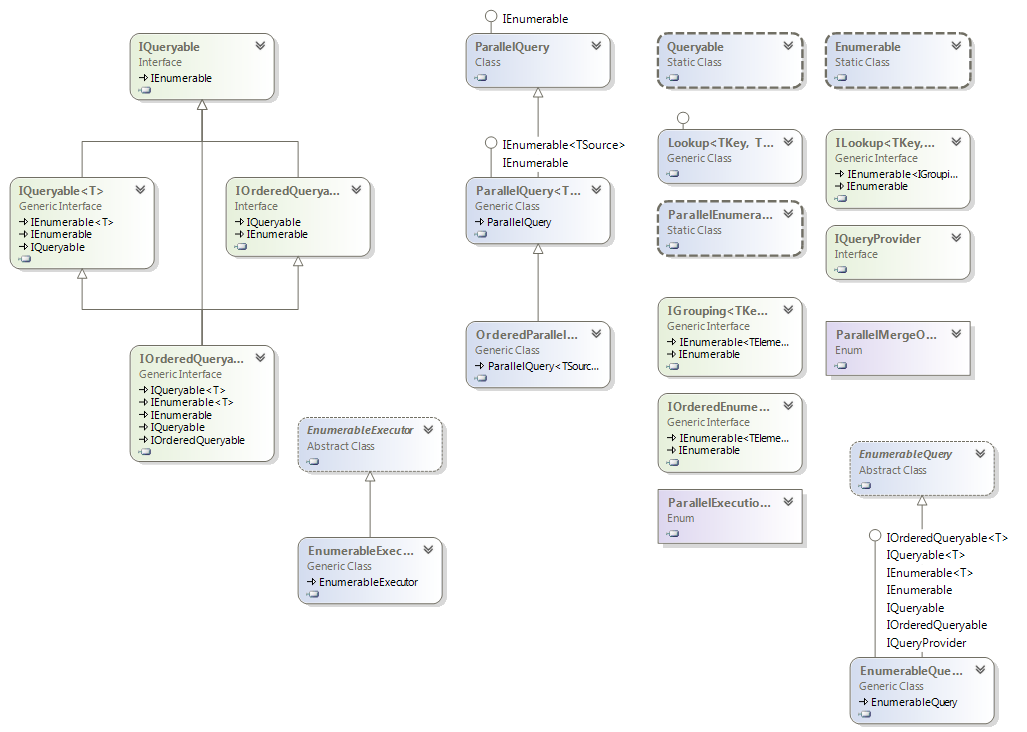 IQueryable
Interface
IEnumerable
IQueryable<T>
Generic Interface
IEnumerable<T>
IEnumerable
IQueryable
IOrderedQuerya...
Interface
IQueryable
IEnumerable
IOrderedQuerya...
Generic Interface
IQueryable<T>
IEnumerable<T>
IEnumerable
IQueryable
IOrderedQueryable
EnumerableExecutor
Abstract Class
EnumerableExec...
Generic Class
EnumerableExecutor
IEnumerable
ParallelQuery
Class
IEnumerable<TSource>
IEnumerable
ParallelQuery<T...
Generic Class
ParallelQuery
OrderedParallel...
Generic Class
ParallelQuery<TSourc...
Queryable
Static Class
Enumerable
Static Class
Lookup<TKey, T...
Generic Class
ILookup<TKey,...
Generic Interface
IEnumerable<IGroupi...
IEnumerable
ParallelEnumera...
Static Class
IQueryProvider
Interface
IGrouping<TKe...
Generic Interface
IEnumerable<TEleme...
IEnumerable
ParallelMergeO...
Enum
IOrderedEnume...
Generic Interface
IEnumerable<TEleme...
IEnumerable
ParallelExecutio...
Enum
EnumerableQuery
Abstract Class
IOrderedQueryable<T>
IQueryable<T>
IEnumerable<T>
IEnumerable
IQueryable
IOrderedQueryable
IQueryProvider
EnumerableQue...
Generic Class
EnumerableQuery